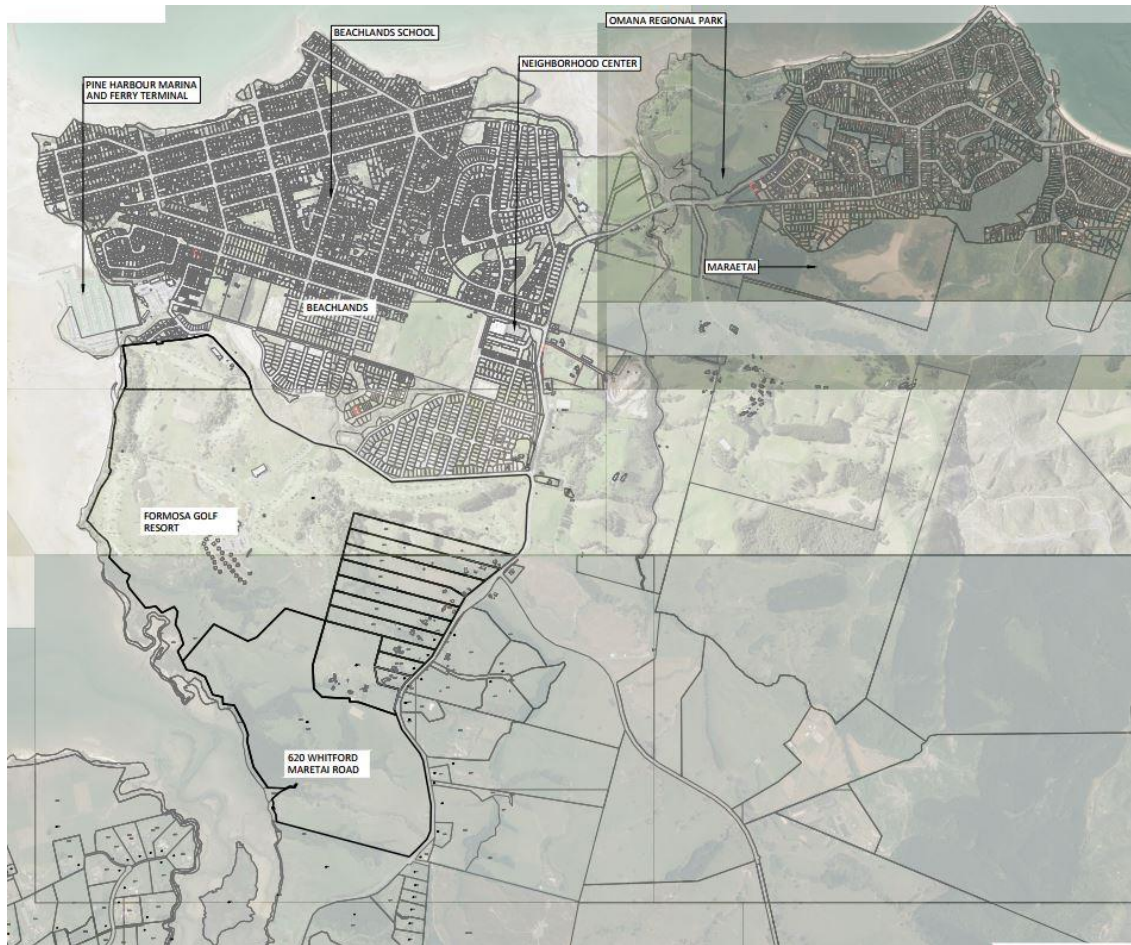 OMANA REGIONAL PARK
BEACHLANDS SCHOOL
NEIGHBORHOOD CENTER
PINE HARBOUR MARINA
AND FERRY TERMINAL
MARAETAI
BEACHLANDS
FORMOSA GOLF
RESORT
620 WHITFORD
MARETAI ROAD